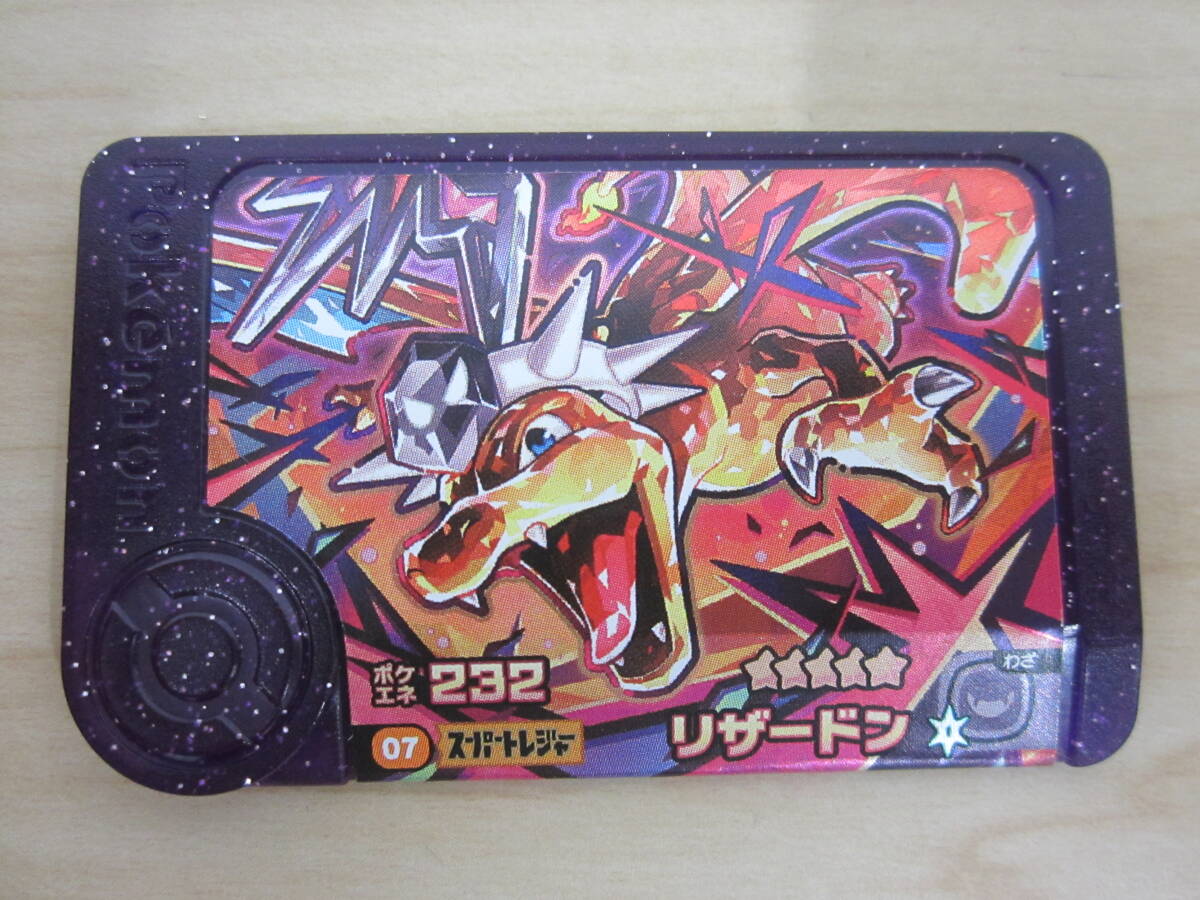 Pokémon
わざ
ポケエネ 232
07 スーパートレジャー
リザードン